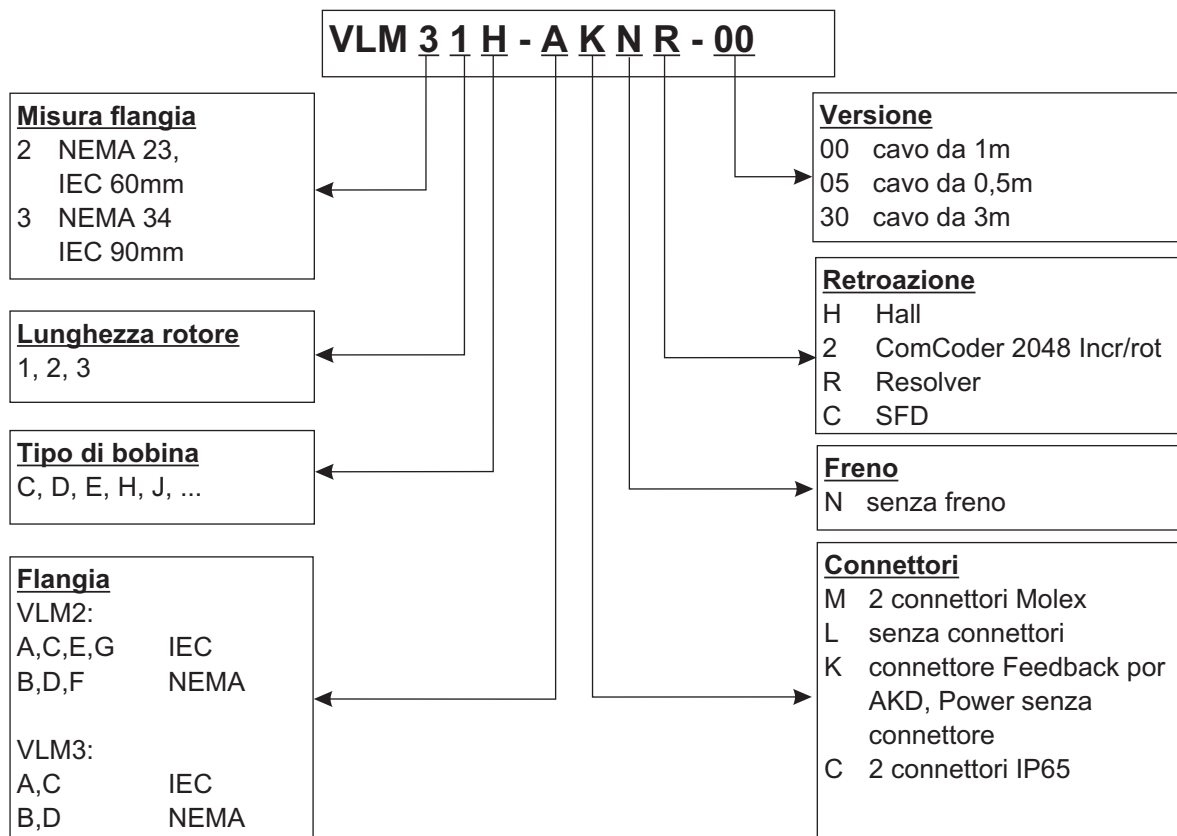 VLM 3 1 H - A K N R - 00
Misura flangia
2 NEMA 23,
IEC 60mm
3 NEMA 34
IEC 90mm
Lunghezza rotore
1, 2, 3
Tipo di bobina
C, D, E, H, J, ...
Flangia
VLM2:
A,C,E,G IEC
B,D,F NEMA
VLM3:
A,C IEC
B,D NEMA
Versione
00 cavo da 1m
05 cavo da 0,5m
30 cavo da 3m
Retroazione
H Hall
2 ComCoder 2048 Incr/rot
R Resolver
C SFD
Freno
N senza freno
Connettori
M 2 connettori Molex
L senza connettori
K connettore Feedback por
AKD, Power senza
connettore
C 2 connettori IP65